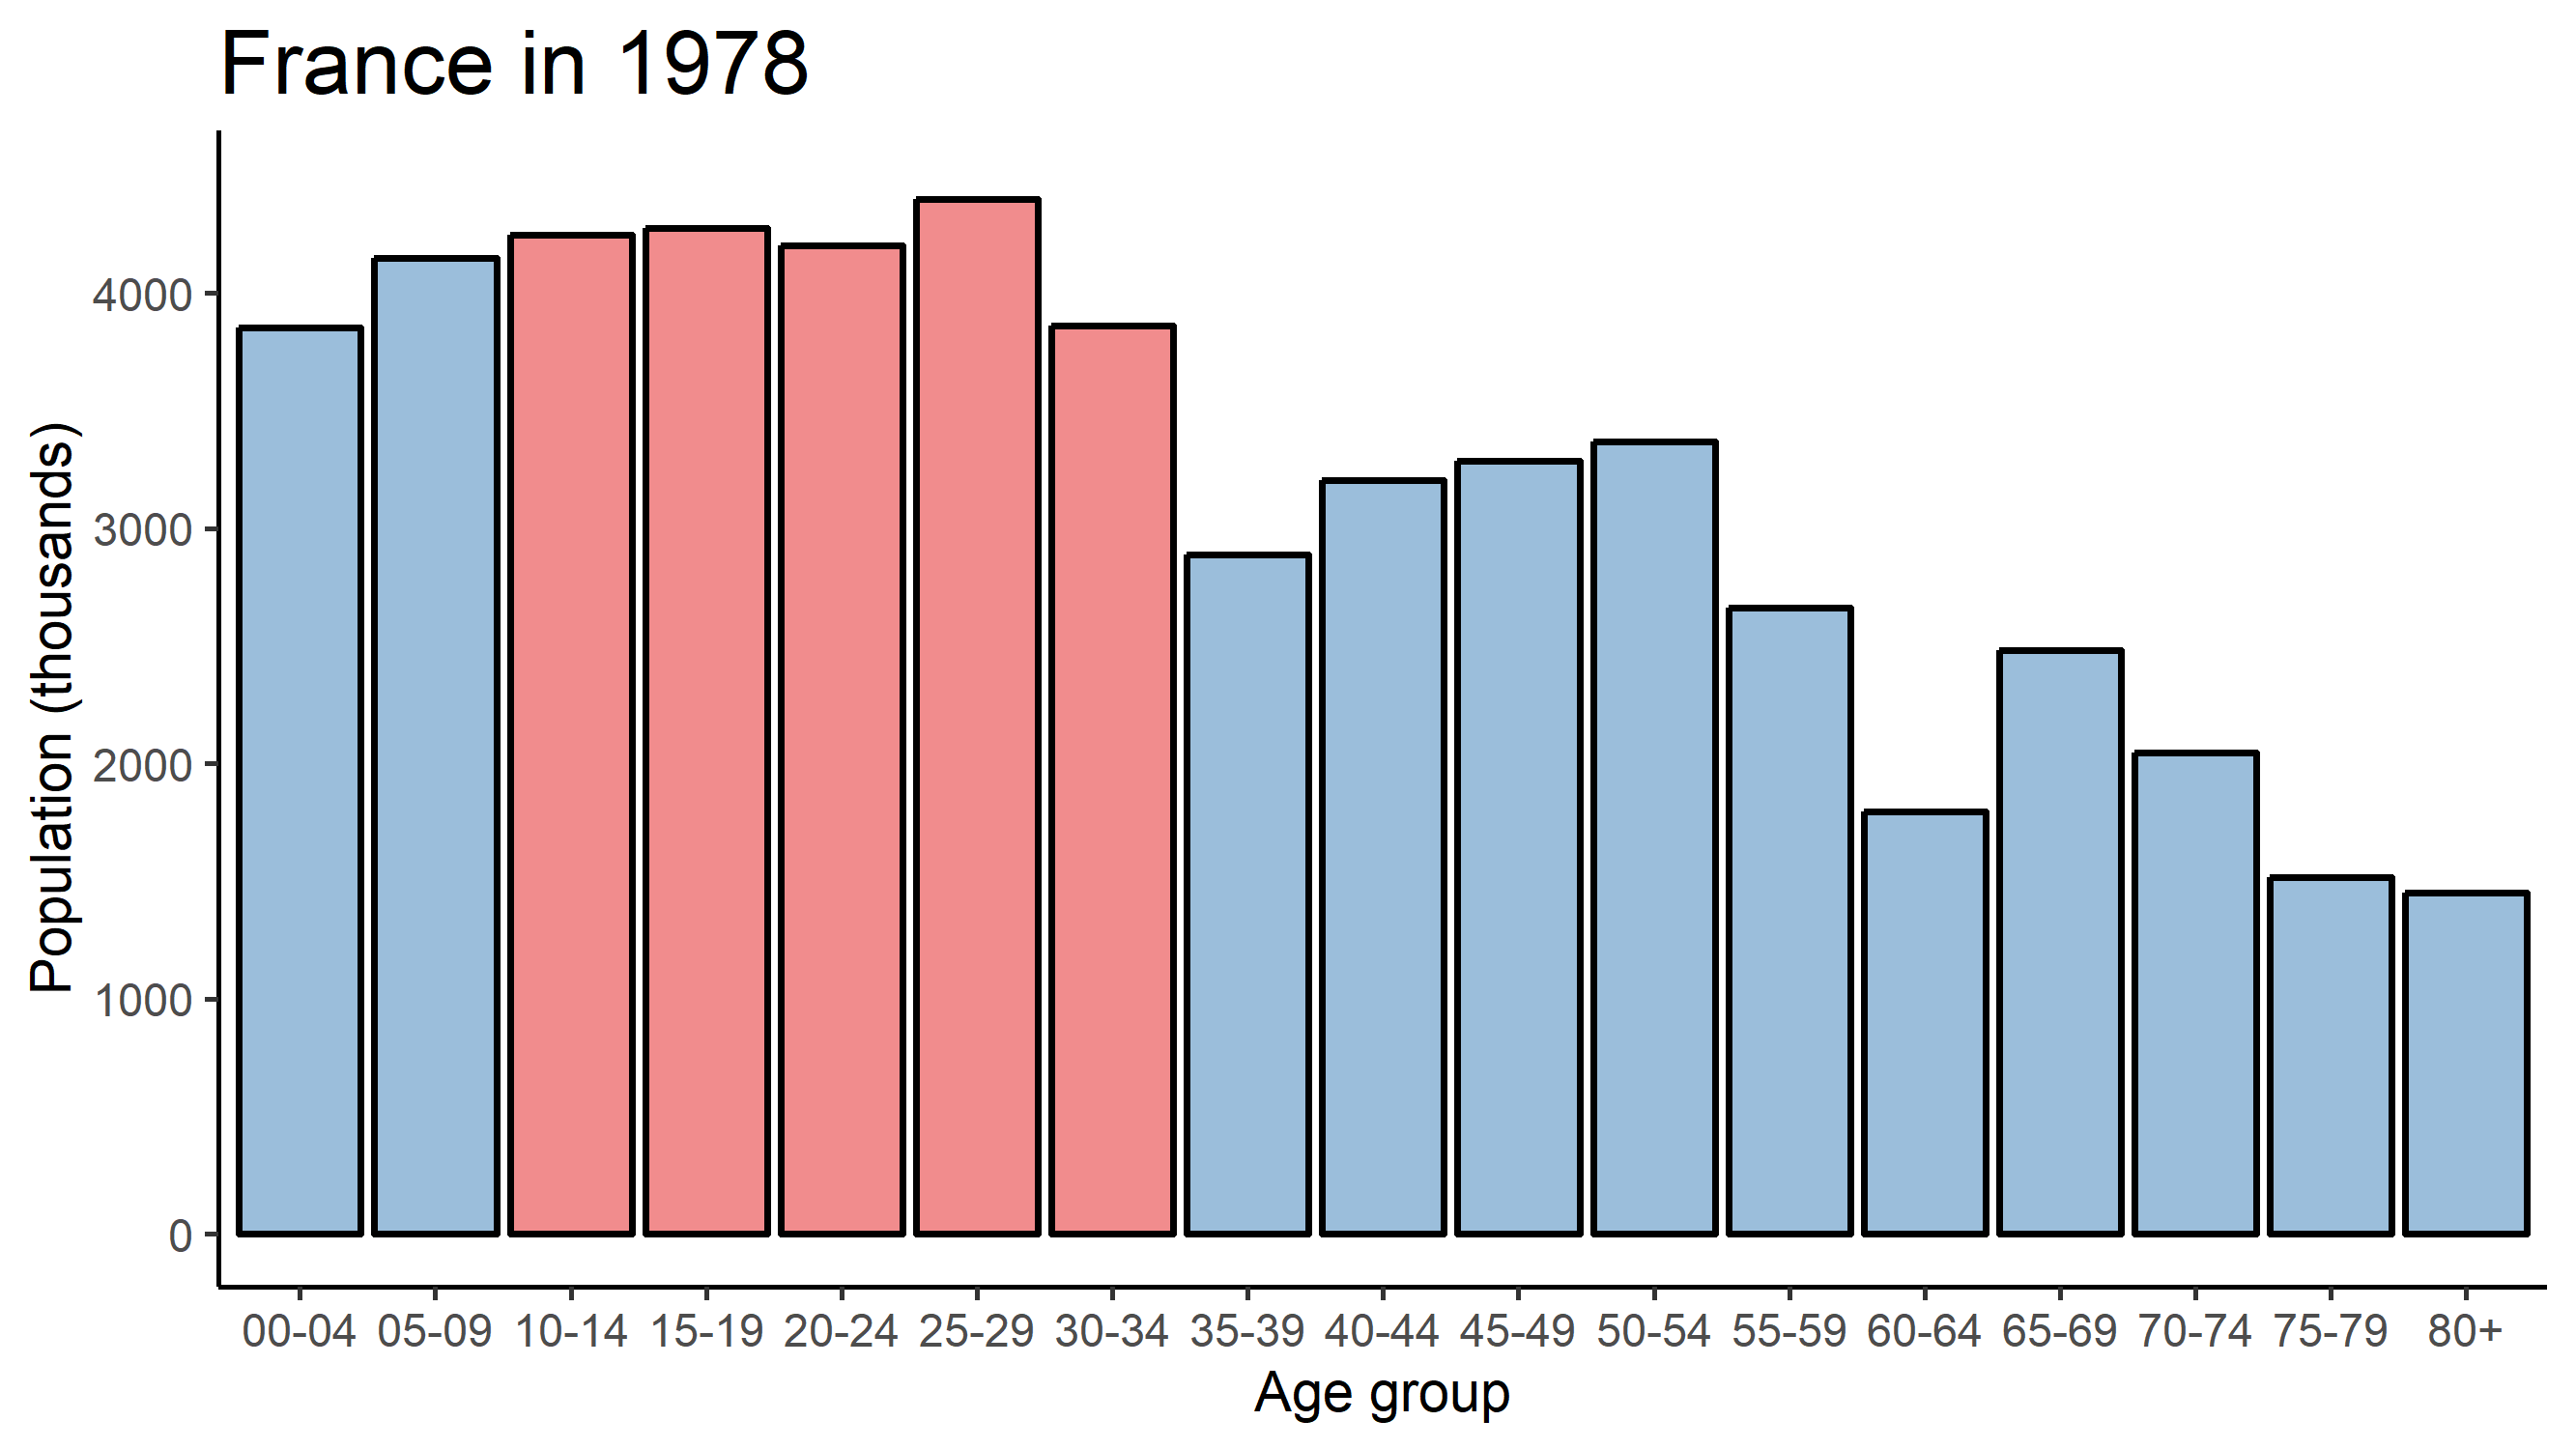 France in 1978
Population (thousands)
4000
3000
2000
1000
0
00-04 05-09 10-14 15-19 20-24 25-29 30-34 35-39 40-44 45-49 50-54 55-59 60-64 65-69 70-74 75-79 80+
Age group